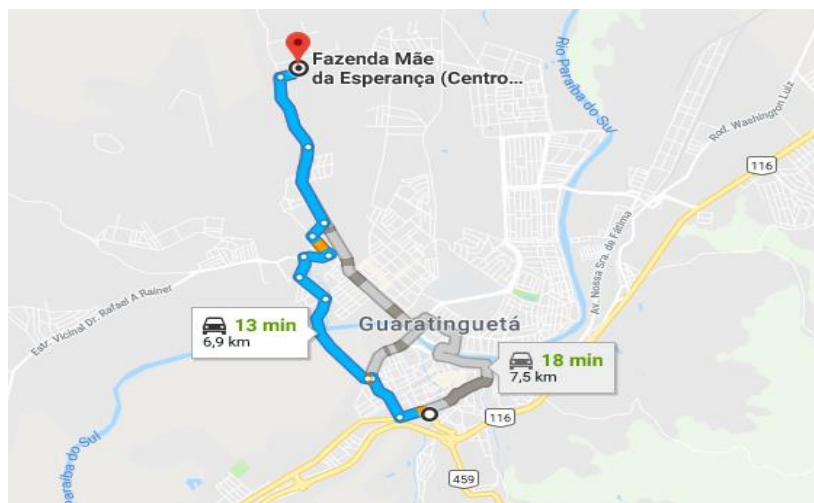 Fazenda Mãe
da Esperança (Centro...
Rio Paraíba do Sul
Rod. Washington Luiz
116
Av. Nossa Sra. de Fátima
Estr. Vicinal Dr. Rafael A Rainer
13 min
6,9 km
Guaratinguetá
18 min
7,5 km
116
Paraíba do Sul
459